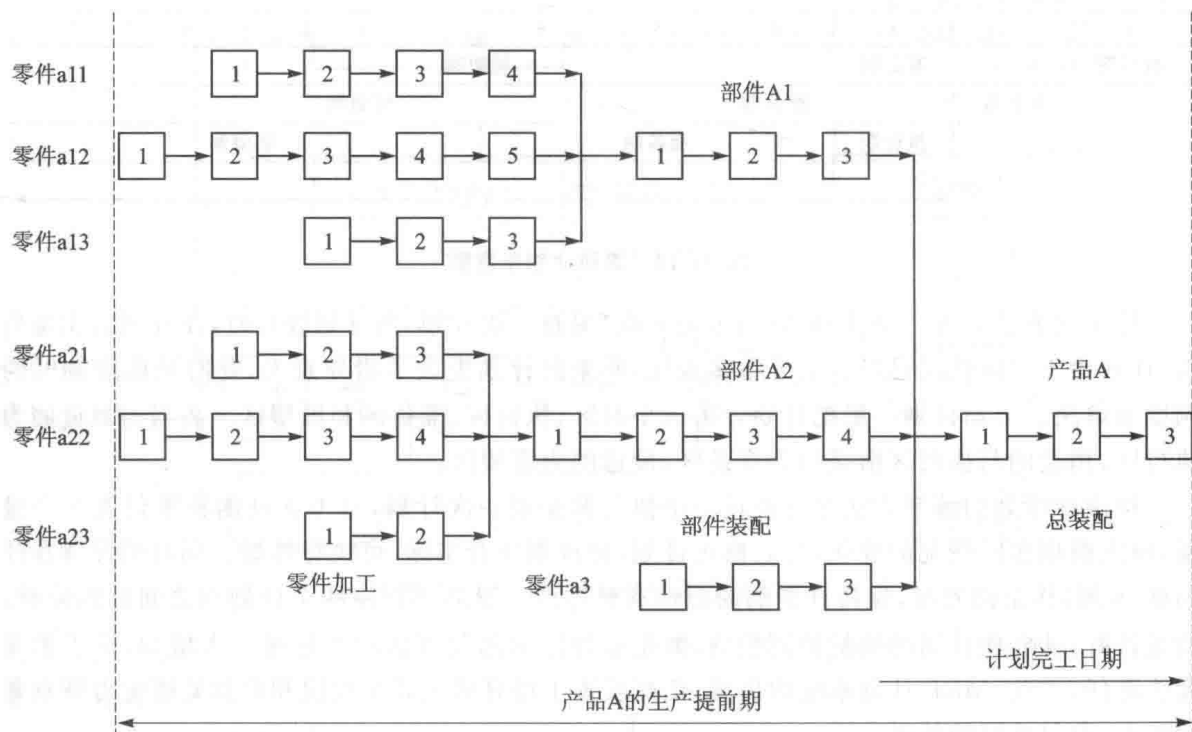 零件a11 1 2 3 4
部件A1
零件a12 1 2 3 4 5 1 2 3
零件a13 1 2 3
零件a21 1 2 3
部件A2 产品A
零件a22 1 2 3 4 1 2 3 4 1 2 3
零件a23 1 2
部件装配 总装配
零件加工 零件a3 1 2 3
计划完工日期
产品A的生产提前期